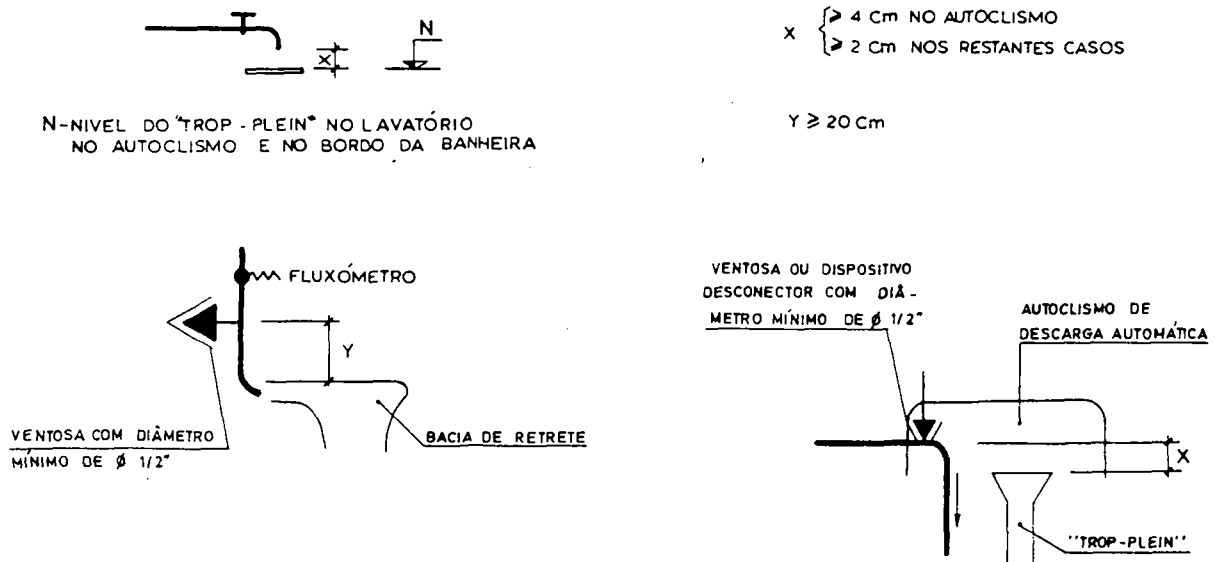 N
X
N-NIVEL DO "TROP-PLEIN" NO LAVATÓRIO
NO AUTOCLISMO E NO BORDO DA BANHEIRA
X
≥ 4 Cm NO AUTOCLISMO
≥ 2 Cm NOS RESTANTES CASOS
Y ≥ 20 Cm
FLUXÓMETRO
Y
VENTOSA COM DIÂMETRO
MÍNIMO DE Ø 1/2"
BACIA DE RETRETE
VENTOSA OU DISPOSITIVO
DESCONECTOR COM DIÂ-
METRO MÍNIMO DE Ø 1/2"
AUTOCLISMO DE
DESCARGA AUTOMÁTICA
X
"TROP-PLEIN"